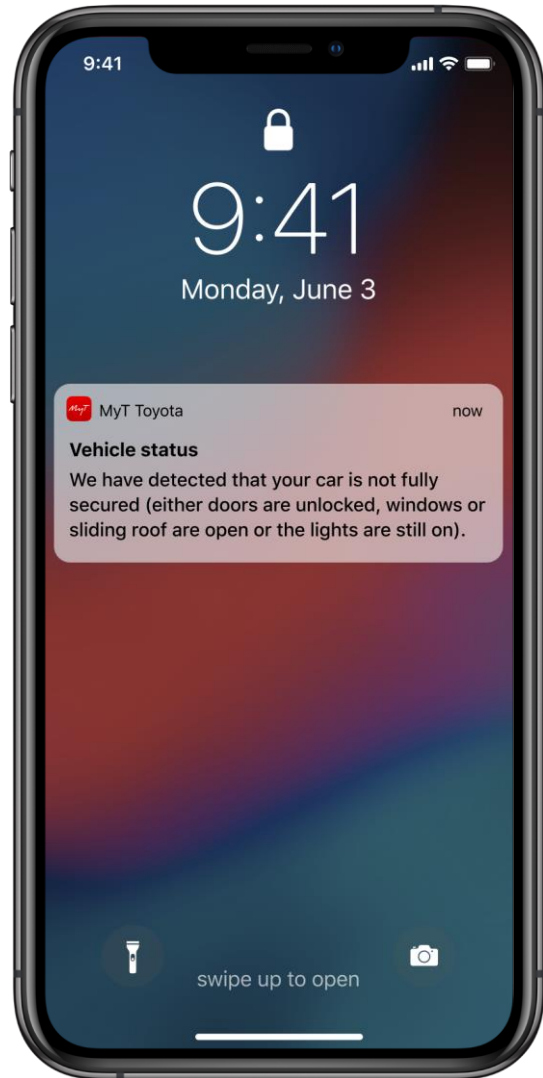 9:41
9:41
Monday, June 3
MyT
MyT Toyota now
Vehicle status
We have detected that your car is not fully
secured (either doors are unlocked, windows or
sliding roof are open or the lights are still on).
swipe up to open